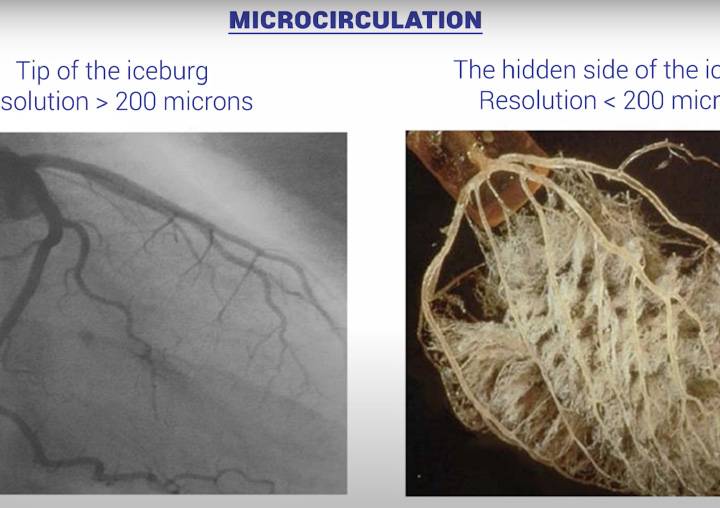 MICROCIRCULATION
Tip of the iceburg
solution > 200 microns
The hidden side of the ic
Resolution < 200 micr